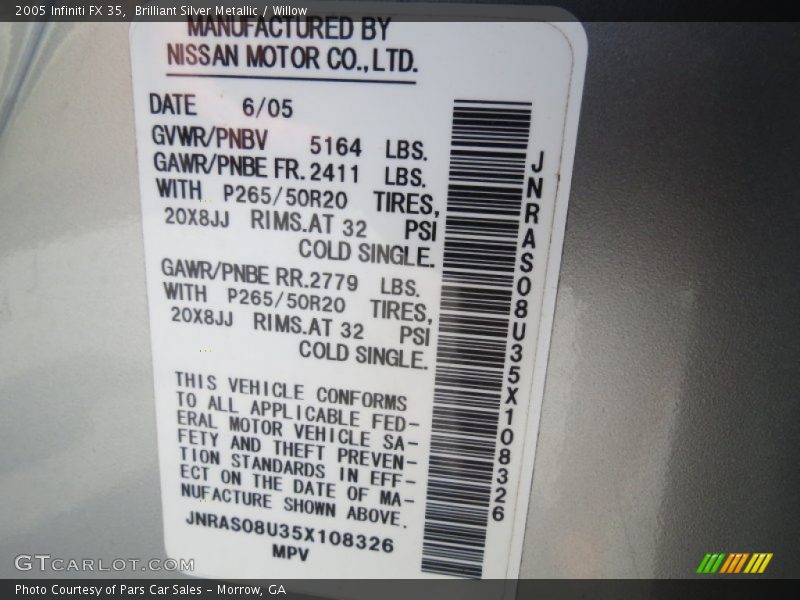 2005 Infiniti FX 35,  Brilliant Silver Metallic / Willow
MANUFACTURED BY
NISSAN MOTOR CO.,LTD.
DATE 6/05
GVWR/PNBV 5164 LBS.
GAWR/PNBE FR. 2411 LBS.
WITH P265/50R20 TIRES,
20X8JJ RIMS.AT 32 PSI
COLD SINGLE.
GAWR/PNBE RR. 2779 LBS.
WITH P265/50R20 TIRES,
20X8JJ RIMS.AT 32 PSI
COLD SINGLE.
THIS VEHICLE CONFORMS
TO ALL APPLICABLE FED-
ERAL MOTOR VEHICLE SA-
FETY AND THEFT PREVEN-
TION STANDARDS IN EFF-
ECT ON THE DATE OF MA-
NUFACTURE SHOWN ABOVE.
JNRAS08U35X108326
MPV
JNRAS08U35X108326
GTCARLOT.COM
Photo Courtesy of Pars Car Sales - Morrow, GA